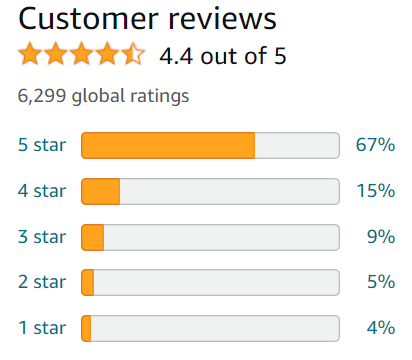 Customer reviews
4.4 out of 5
6,299 global ratings
5 star 67%
4 star 15%
3 star 9%
2 star 5%
1 star 4%